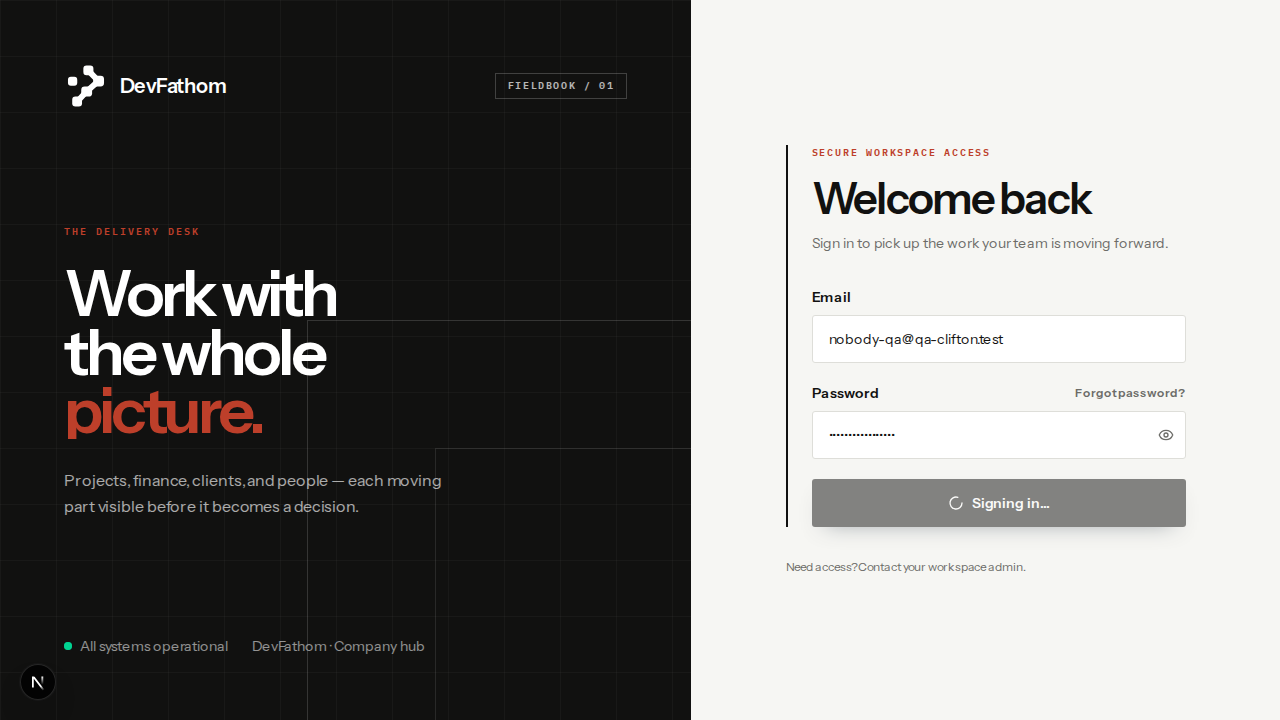 DevFathom
FIELDBOOK / 01
THE DELIVERY DESK
Work with
the whole
picture.
Projects, finance, clients, and people — each moving
part visible before it becomes a decision.
All systems operational
DevFathom · Company hub
N
SECURE WORKSPACE ACCESS
Welcome back
Sign in to pick up the work your team is moving forward.
Email
nobody-qa@qa-clifton.test
Password
Forgot password?
Signing in...
Need access? Contact your workspace admin.